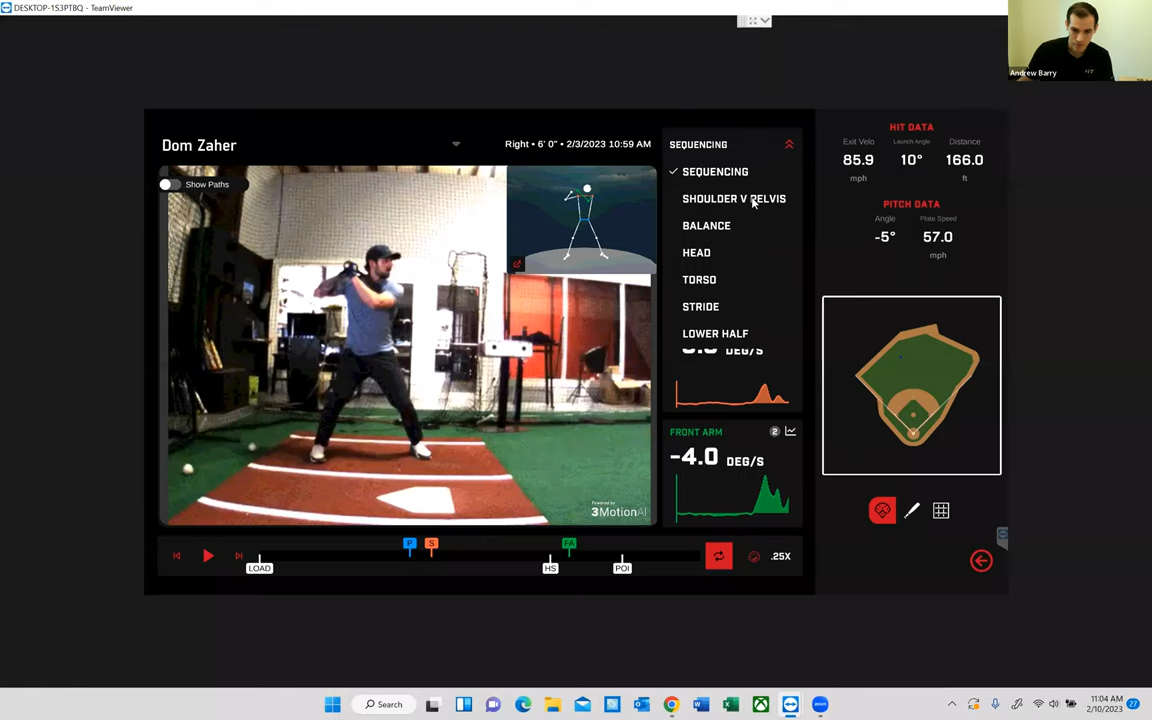 DESKTOP-1S3PTBQ - TeamViewer
Andrew Barry
Dom Zaher
Right • 6' 0" • 2/3/2023 10:59 AM
Show Paths
Powered by
3MotionAI
SEQUENCING
SEQUENCING
SHOULDER V PELVIS
BALANCE
HEAD
TORSO
STRIDE
LOWER HALF
DEG/S
FRONT ARM
2
-4.0 DEG/S
HIT DATA
Exit Velo Launch Angle Distance
85.9 10° 166.0
mph ft
PITCH DATA
Angle Plate Speed
-5° 57.0
mph
P S FA
LOAD HS POI
.25X
Search
11:04 AM
2/10/2023
27